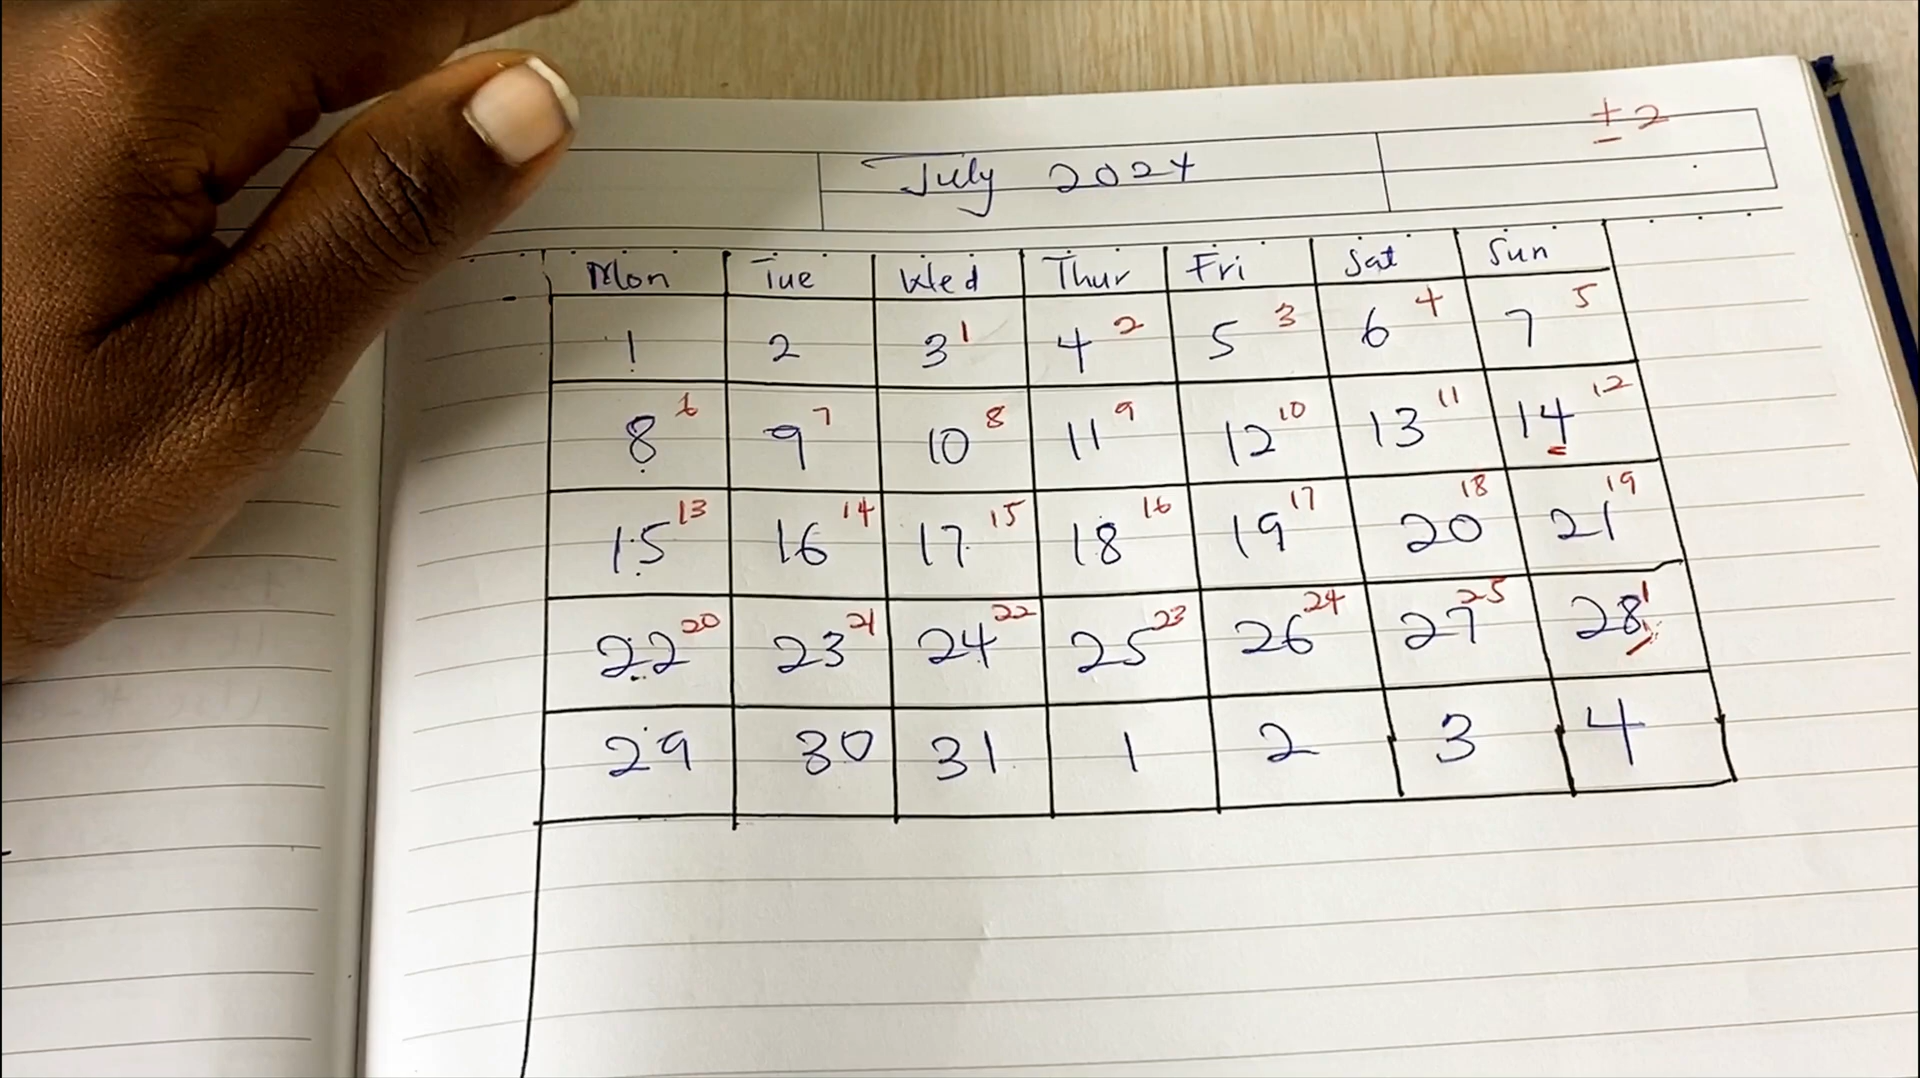 ± 2
July 2024
Mon Tue Wed Thur Fri Sat Sun
1 2 3 1 4 2 5 3 6 4 7 5
8 6 9 7 10 8 11 9 12 10 13 11 14 12
15 13 16 14 17 15 18 16 19 17 20 18 21 19
22 20 23 21 24 22 25 23 26 24 27 25 28 1
29 30 31 1 2 3 4